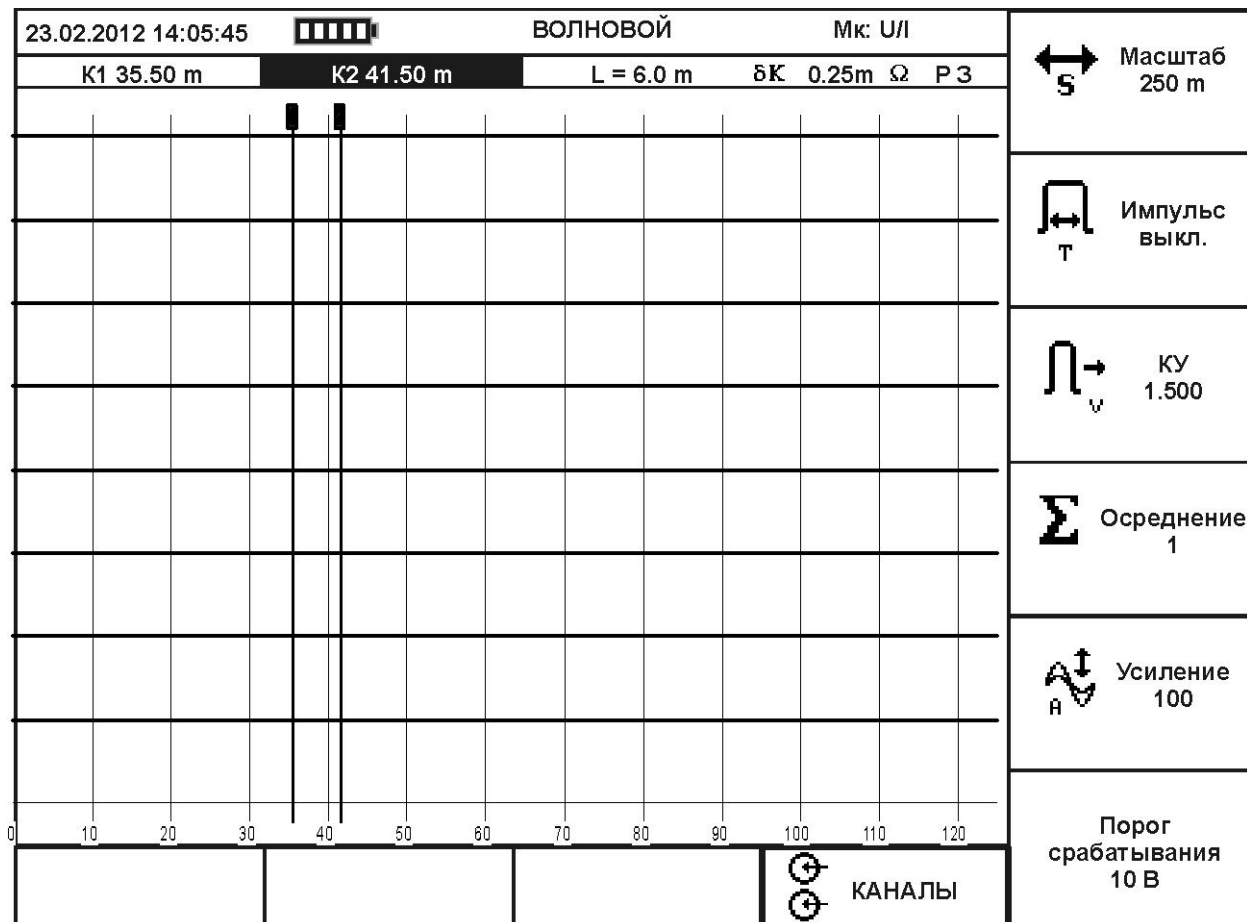 23.02.2012 14:05:45 ВОЛНОВОЙ Мк: U/I
К1 35.50 m К2 41.50 m L = 6.0 m δK 0.25m Ω Р 3
0 10 20 30 40 50 60 70 80 90 100 110 120
КАНАЛЫ
S
Масштаб
250 m
T
Импульс
выкл.
V
КУ
1.500
Σ
Осреднение
1
A
Усиление
100
Порог
срабатывания
10 В